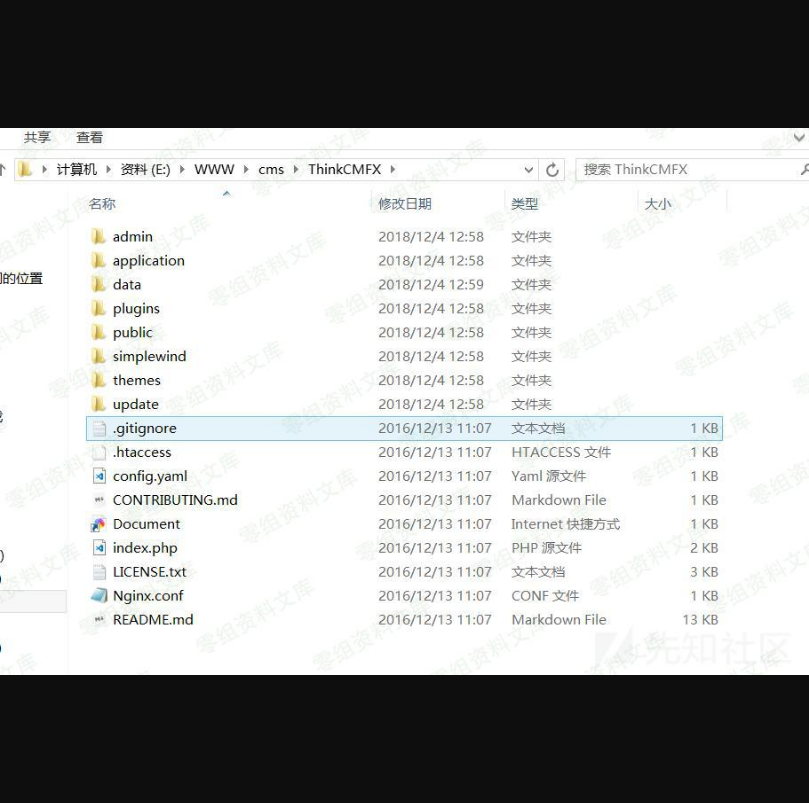 共享 查看
计算机 资料 (E:) WWW cms ThinkCMFX 搜索 ThinkCMFX
名称 修改日期 类型 大小
admin 2018/12/4 12:58 文件夹
application 2018/12/4 12:58 文件夹
的位置
data 2018/12/4 12:59 文件夹
plugins 2018/12/4 12:58 文件夹
public 2018/12/4 12:58 文件夹
simplewind 2018/12/4 12:58 文件夹
themes 2018/12/4 12:58 文件夹
update 2018/12/4 12:58 文件夹
.gitignore 2016/12/13 11:07 文本文档 1 KB
.htaccess 2016/12/13 11:07 HTACCESS 文件 1 KB
config.yaml 2016/12/13 11:07 Yaml 源文件 1 KB
CONTRIBUTING.md 2016/12/13 11:07 Markdown File 1 KB
Document 2016/12/13 11:07 Internet 快捷方式 1 KB
index.php 2016/12/13 11:07 PHP 源文件 2 KB
LICENSE.txt 2016/12/13 11:07 文本文档 3 KB
Nginx.conf 2016/12/13 11:07 CONF 文件 1 KB
README.md 2016/12/13 11:07 Markdown File 13 KB
零组资料文库
先知社区